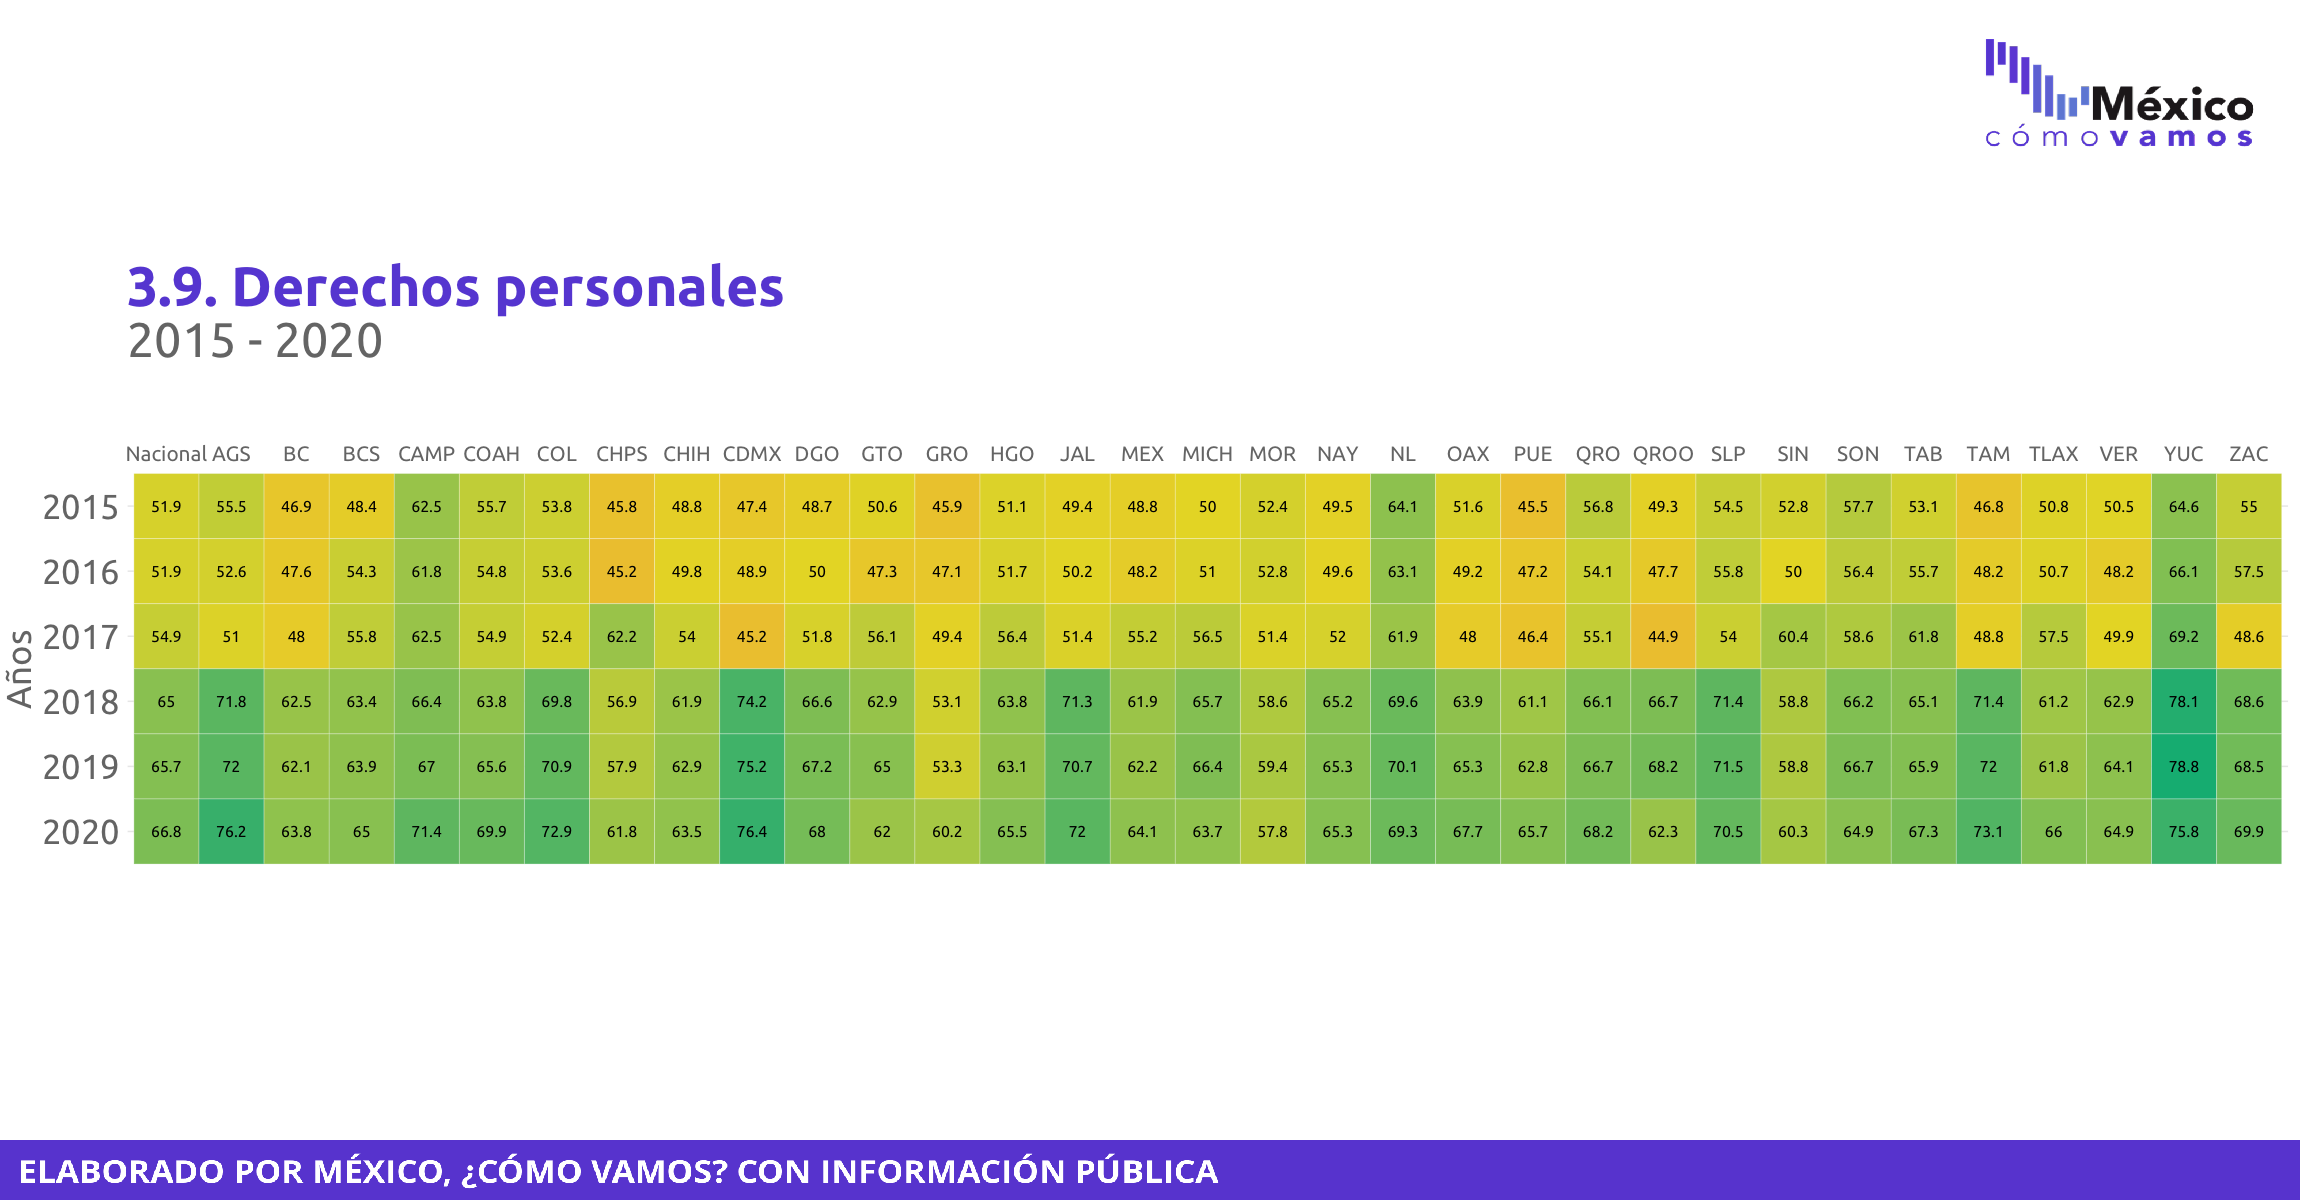 México
cómovamos
3.9. Derechos personales
2015 - 2020
Nacional AGS BC BCS CAMP COAH COL CHPS CHIH CDMX DGO GTO GRO HGO JAL MEX MICH MOR NAY NL OAX PUE QRO QROO SLP SIN SON TAB TAM TLAX VER YUC ZAC
2015 51.9 55.5 46.9 48.4 62.5 55.7 53.8 45.8 48.8 47.4 48.7 50.6 45.9 51.1 49.4 48.8 50 52.4 49.5 64.1 51.6 45.5 56.8 49.3 54.5 52.8 57.7 53.1 46.8 50.8 50.5 64.6 55
2016 51.9 52.6 47.6 54.3 61.8 54.8 53.6 45.2 49.8 48.9 50 47.3 47.1 51.7 50.2 48.2 51 52.8 49.6 63.1 49.2 47.2 54.1 47.7 55.8 50 56.4 55.7 48.2 50.7 48.2 66.1 57.5
2017 54.9 51 48 55.8 62.5 54.9 52.4 62.2 54 45.2 51.8 56.1 49.4 56.4 51.4 55.2 56.5 51.4 52 61.9 48 46.4 55.1 44.9 54 60.4 58.6 61.8 48.8 57.5 49.9 69.2 48.6
Años
2018 65 71.8 62.5 63.4 66.4 63.8 69.8 56.9 61.9 74.2 66.6 62.9 53.1 63.8 71.3 61.9 65.7 58.6 65.2 69.6 63.9 61.1 66.1 66.7 71.4 58.8 66.2 65.1 71.4 61.2 62.9 78.1 68.6
2019 65.7 72 62.1 63.9 67 65.6 70.9 57.9 62.9 75.2 67.2 65 53.3 63.1 70.7 62.2 66.4 59.4 65.3 70.1 65.3 62.8 66.7 68.2 71.5 58.8 66.7 65.9 72 61.8 64.1 78.8 68.5
2020 66.8 76.2 63.8 65 71.4 69.9 72.9 61.8 63.5 76.4 68 62 60.2 65.5 72 64.1 63.7 57.8 65.3 69.3 67.7 65.7 68.2 62.3 70.5 60.3 64.9 67.3 73.1 66 64.9 75.8 69.9
ELABORADO POR MÉXICO, ¿CÓMO VAMOS? CON INFORMACIÓN PÚBLICA